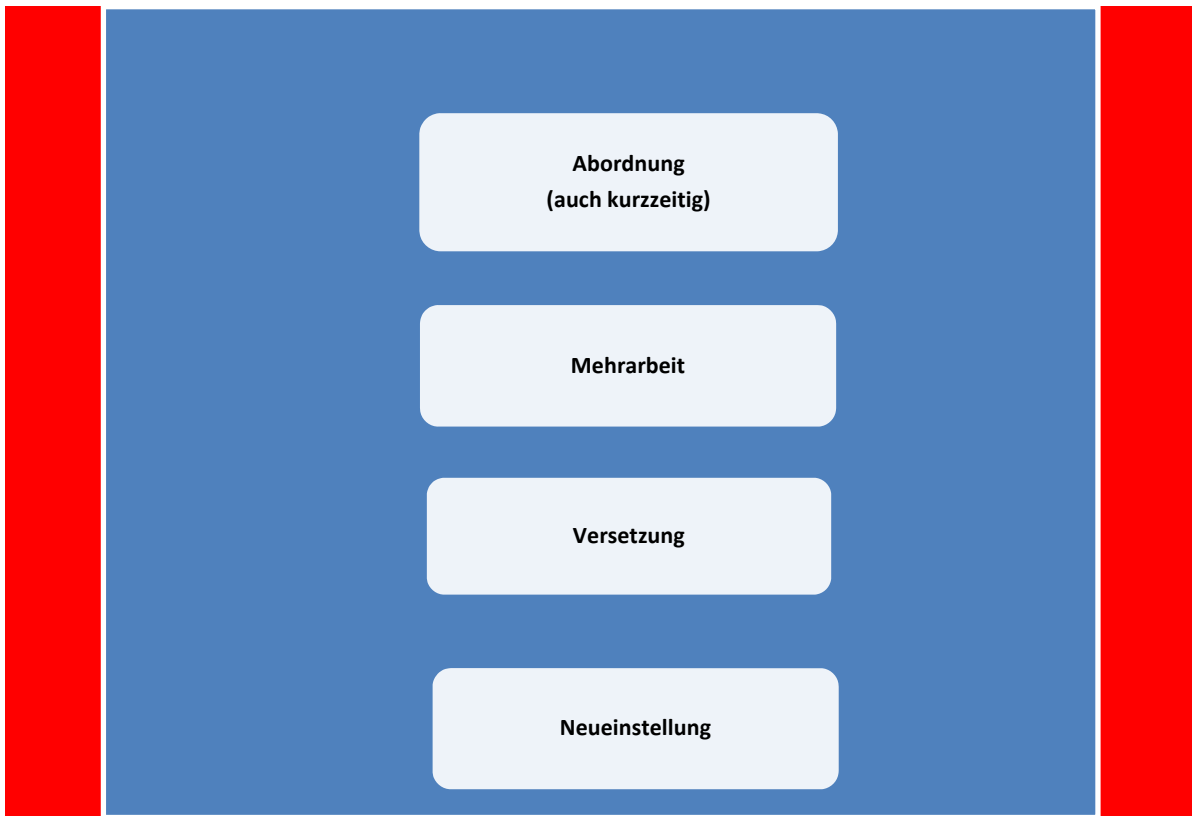 Abordnung
(auch kurzzeitig)
Mehrarbeit
Versetzung
Neueinstellung